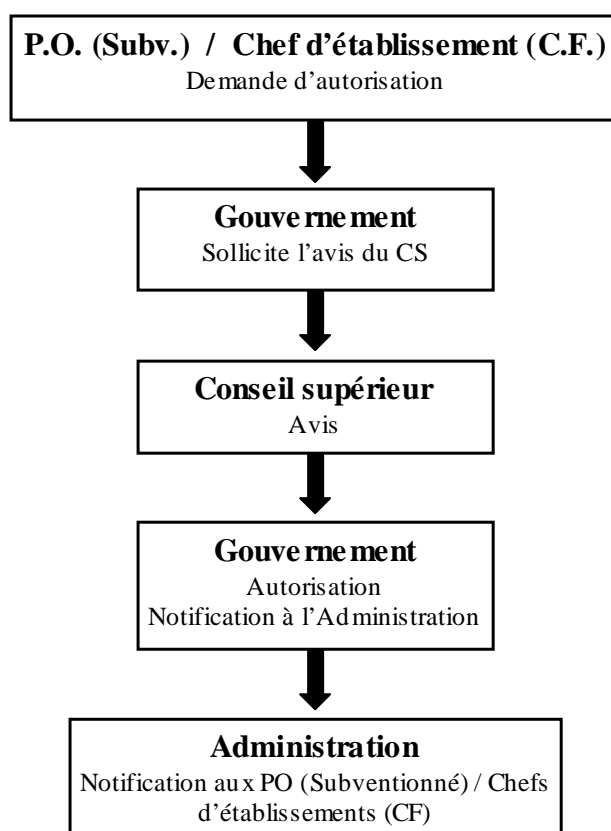 P.O. (Subv.) / Chef d'établissement (C.F.)
Demande d'autorisation
Gouvernement
Sollicite l'avis du CS
Conseil supérieur
Avis
Gouvernement
Autorisation
Notification à l'Administration
Administration
Notification aux PO (Subventionné) / Chefs
d'établissements (CF)